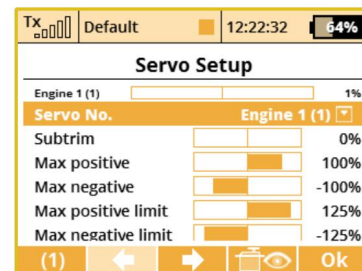 Tx Default 12:22:32 64%
Servo Setup
Engine 1 (1) 1%
Servo No. Engine 1 (1)
Subtrim 0%
Max positive 100%
Max negative -100%
Max positive limit 125%
Max negative limit -125%
(1) Ok